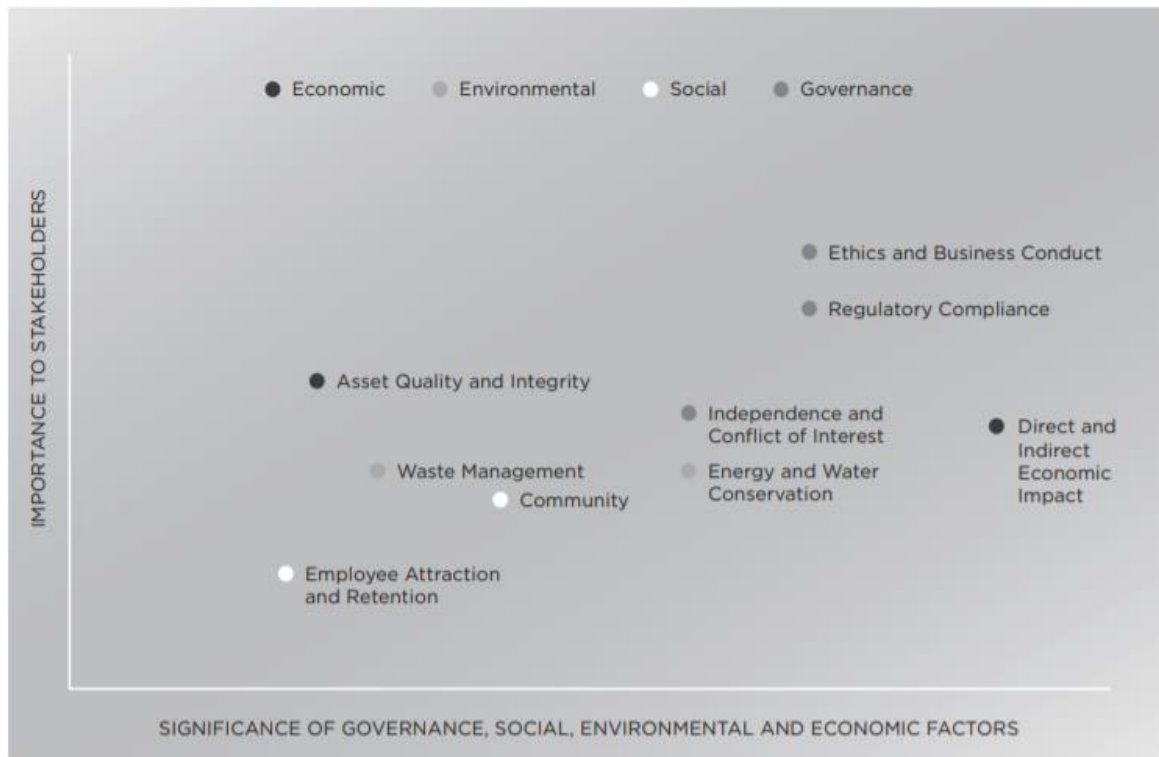 Economic Environmental Social Governance
IMPORTANCE TO STAKEHOLDERS
Ethics and Business Conduct
Regulatory Compliance
Asset Quality and Integrity
Independence and
Conflict of Interest
Direct and
Indirect
Economic
Impact
Waste Management
Energy and Water
Conservation
Community
Employee Attraction
and Retention
SIGNIFICANCE OF GOVERNANCE, SOCIAL, ENVIRONMENTAL AND ECONOMIC FACTORS